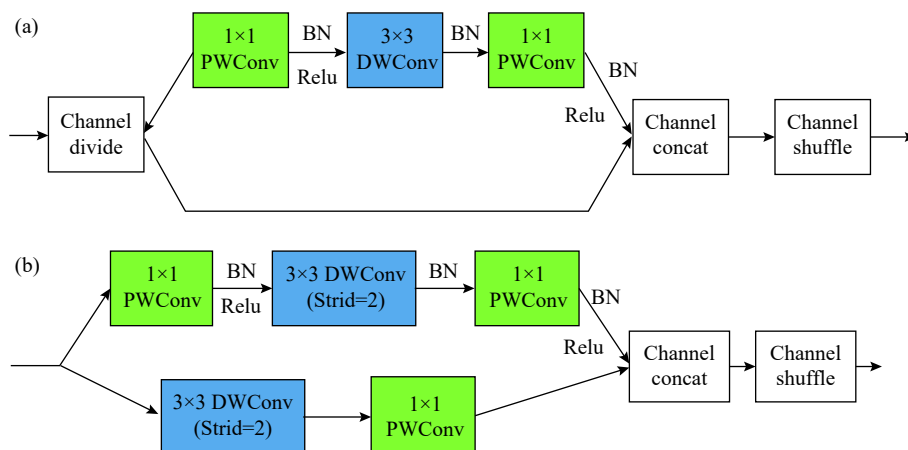 (a)
1×1
PWConv
BN
Relu
3×3
DWConv
BN
1×1
PWConv
BN
Relu
Channel
divide
Channel
concat
Channel
shuffle
(b)
1×1
PWConv
BN
Relu
3×3 DWConv
(Strid=2)
BN
1×1
PWConv
BN
Relu
3×3 DWConv
(Strid=2)
1×1
PWConv
Channel
concat
Channel
shuffle